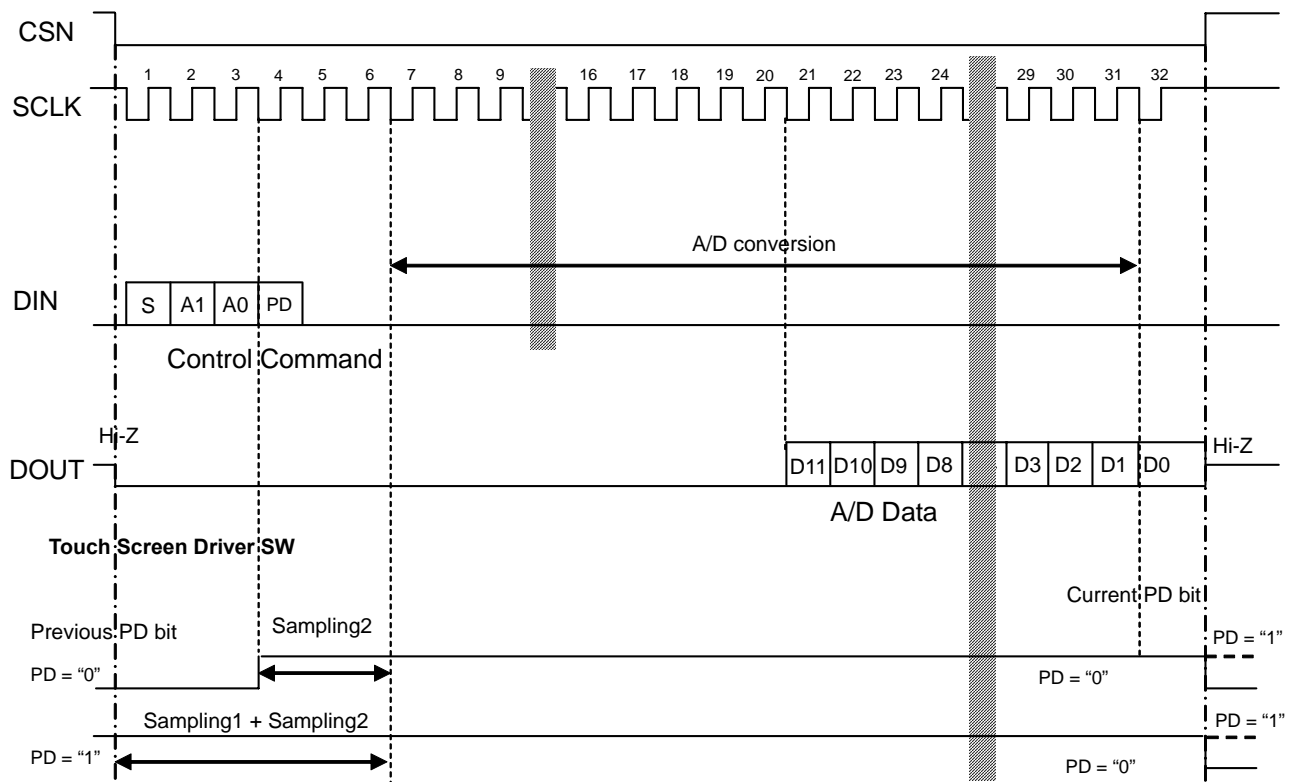 CSN
1 2 3 4 5 6 7 8 9 16 17 18 19 20 21 22 23 24 29 30 31 32
SCLK
A/D conversion
DIN
S A1 A0 PD
Control Command
Hi-Z
Hi-Z
DOUT
D11 D10 D9 D8 D3 D2 D1 D0
A/D Data
Touch Screen Driver SW
Current PD bit
Previous PD bit
Sampling2
PD = “1”
PD = “0”
PD = “0”
Sampling1 + Sampling2
PD = “1”
PD = “1”
PD = “0”